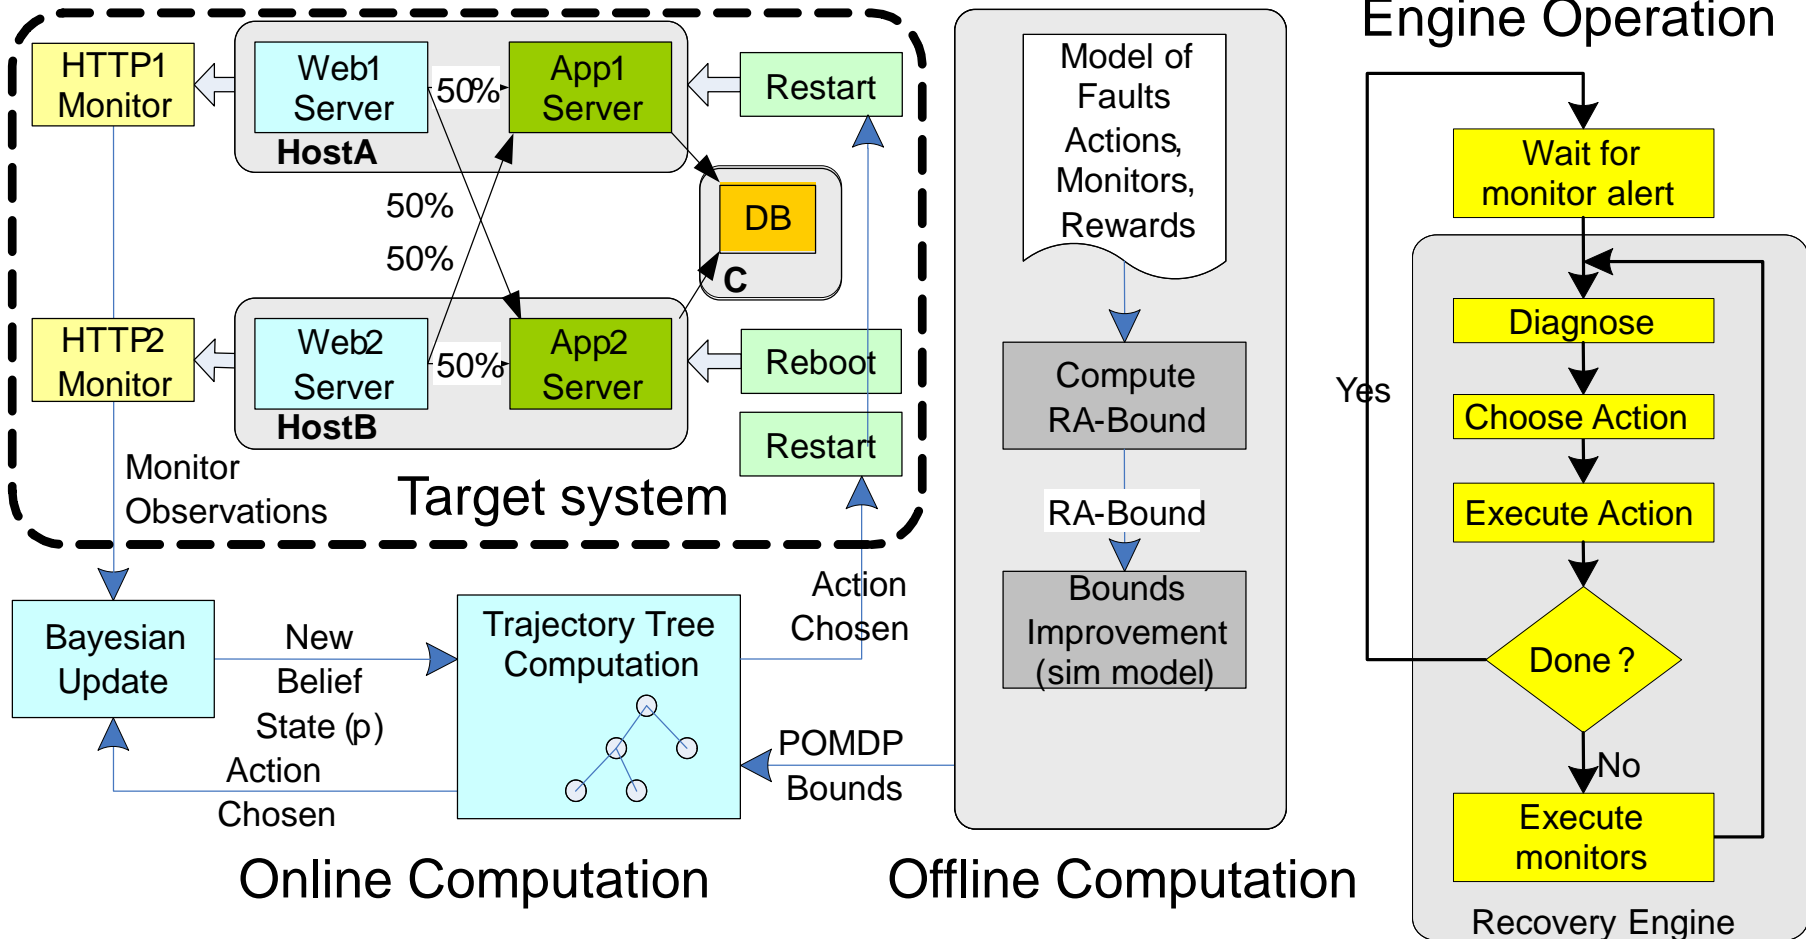 HTTP1
Monitor
Web1
Server
50%
App1
Server
Restart
HostA
50%
50%
DB
C
HTTP2
Monitor
Web2
Server
50%
App2
Server
Reboot
HostB
Restart
Monitor
Observations
Target system
Bayesian
Update
New
Belief
State (p)
Trajectory Tree
Computation
Action
Chosen
Action
Chosen
POMDP
Bounds
Online Computation
Model of
Faults
Actions,
Monitors,
Rewards
Compute
RA-Bound
RA-Bound
Bounds
Improvement
(sim model)
Offline Computation
Engine Operation
Wait for
monitor alert
Diagnose
Yes
Choose Action
Execute Action
Done ?
No
Execute
monitors
Recovery Engine